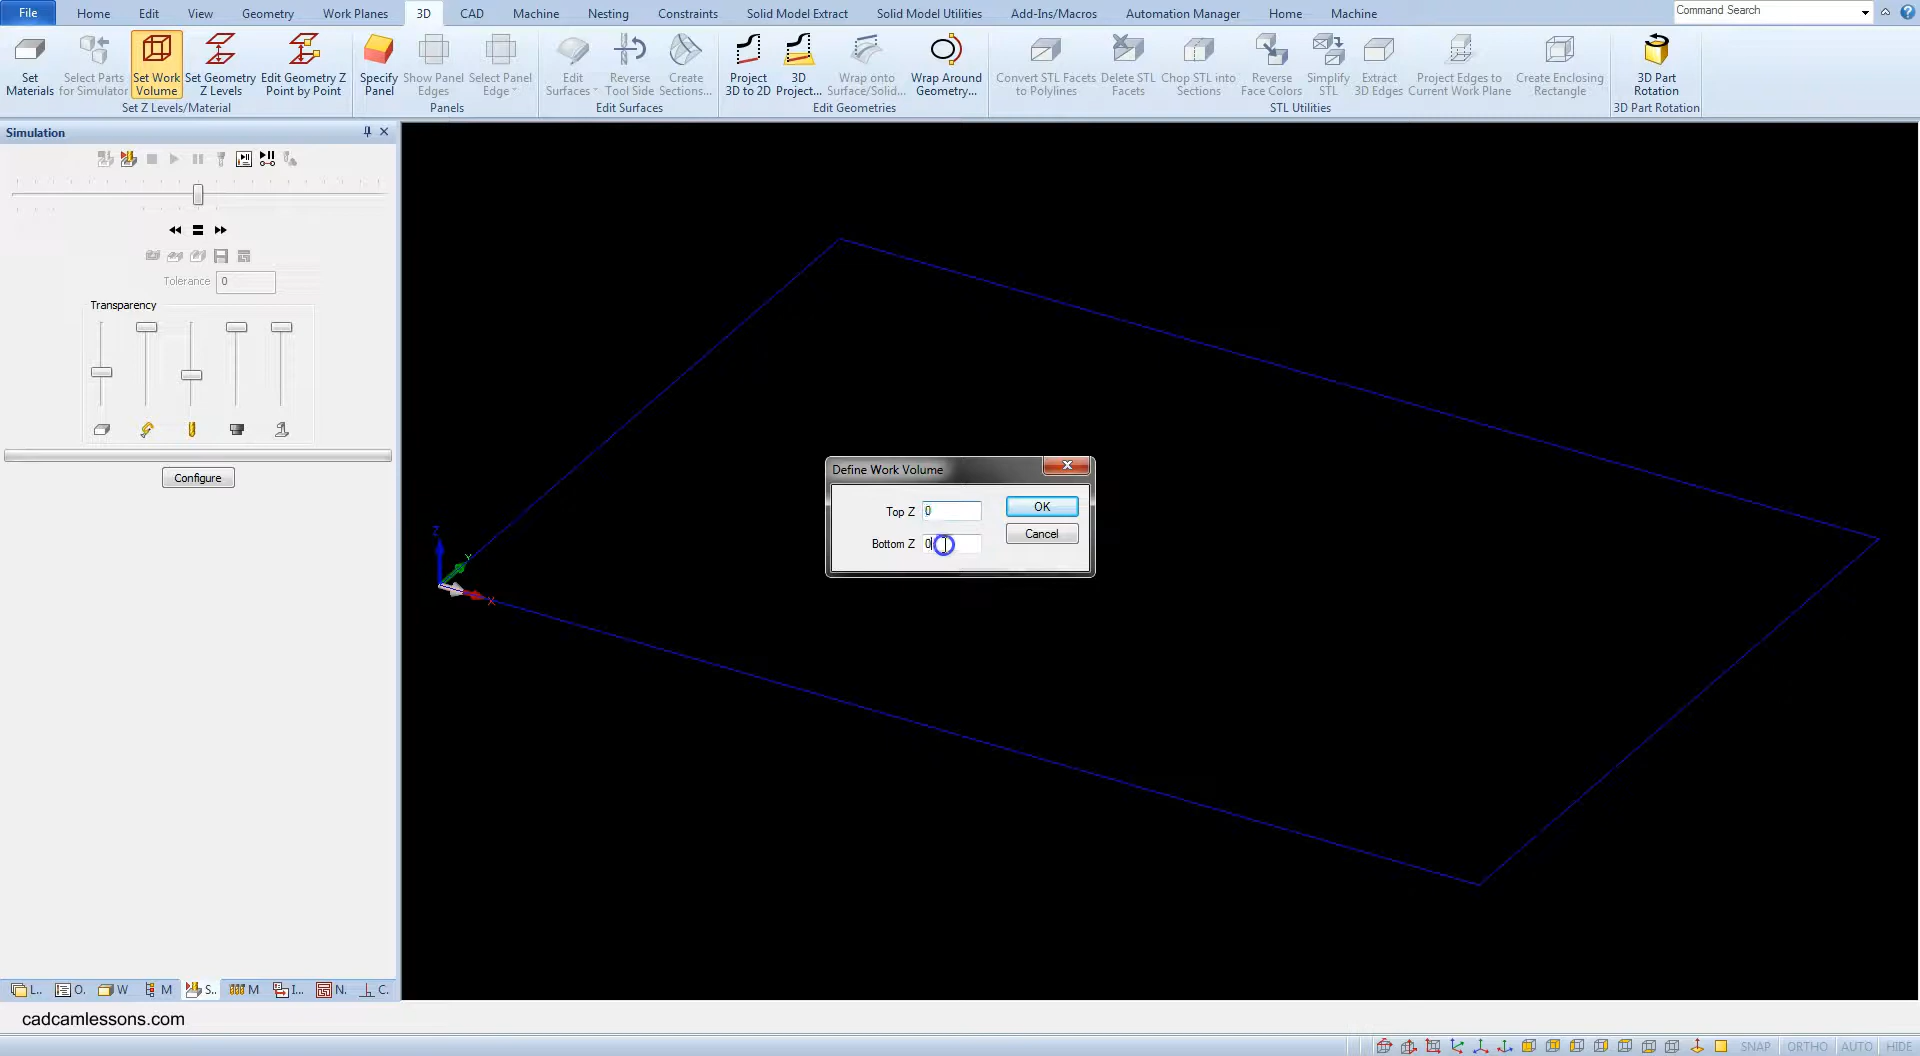 File Home Edit View Geometry Work Planes 3D CAD Machine Nesting Constraints Solid Model Extract Solid Model Utilities Add-Ins/Macros Automation Manager Home Machine Command Search
Set Materials
Select Parts for Simulator
Set Work Volume
Set Geometry Z Levels
Edit Geometry Z Point by Point
Specify Panel
Show Panel Edges
Select Panel Edge
Edit Surfaces
Reverse Tool Side
Create Sections...
Project 3D to 2D
3D Project...
Wrap onto Surface/Solid...
Wrap Around Geometry...
Convert STL Facets to Polylines
Delete STL Facets
Chop STL into Sections
Reverse Face Colors
Simplify STL
Extract 3D Edges
Project Edges to Current Work Plane
Create Enclosing Rectangle
3D Part Rotation
Set Z Levels/Material Panels Edit Surfaces Edit Geometries STL Utilities 3D Part Rotation
Simulation
Tolerance 0
Transparency
Configure
Define Work Volume
Top Z 0 OK
Bottom Z 0 Cancel
Z
Y
X
L.. O. W M S.. M I... N. C.
cadcamlessons.com
SNAP ORTHO AUTO HIDE